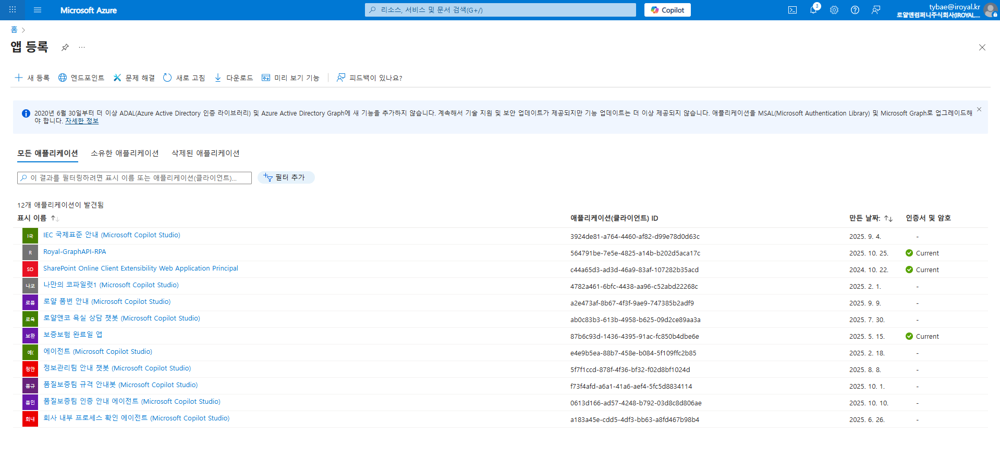 Microsoft Azure
리소스, 서비스 및 문서 검색(G+/)
Copilot
3
tybae@iroyal.kr
로얄앤컴퍼니주식회사(IROYAL....
홈
앱 등록
새 등록
엔드포인트
문제 해결
새로 고침
다운로드
미리 보기 기능
피드백이 있나요?
2020년 6월 30일부터 더 이상 ADAL(Azure Active Directory 인증 라이브러리) 및 Azure Active Directory Graph에 새 기능을 추가하지 않습니다. 계속해서 기술 지원 및 보안 업데이트가 제공되지만 기능 업데이트는 더 이상 제공되지 않습니다. 애플리케이션을 MSAL(Microsoft Authentication Library) 및 Microsoft Graph로 업그레이드해
야 합니다. 자세한 정보
모든 애플리케이션
소유한 애플리케이션
삭제된 애플리케이션
이 결과를 필터링하려면 표시 이름 또는 애플리케이션(클라이언트)...
필터 추가
12개 애플리케이션이 발견됨
표시 이름 애플리케이션(클라이언트) ID 만든 날짜: 인증서 및 암호
I국 IEC 국제표준 안내 (Microsoft Copilot Studio) 3924de81-a764-4460-af82-d99e78d0d63c 2025. 9. 4. -
R Royal-GraphAPI-RPA 564791be-7e5e-4825-a14b-b202d5aca17c 2025. 10. 25. Current
SO SharePoint Online Client Extensibility Web Application Principal c44a65d3-ad3d-46a9-83af-107282b35acd 2024. 10. 22. Current
나코 나만의 코파일럿1 (Microsoft Copilot Studio) 4782a461-6bfc-4438-aa96-c52abd22268c 2025. 2. 1. -
로품 로얄 품번 안내 (Microsoft Copilot Studio) a2e473af-8b67-4f3f-9ae9-747385b2adf9 2025. 9. 9. -
로욕 로얄앤코 욕실 상담 챗봇 (Microsoft Copilot Studio) ab0c83b3-613b-4958-b625-09d2ce89aa3a 2025. 7. 30. -
보완 보증보험 완료일 앱 87b6c93d-1436-4395-91ac-fc850b4dbe6e 2025. 5. 15. Current
에( 에이전트 (Microsoft Copilot Studio) e4e9b5ea-88b7-458e-b084-5f109ffc2b85 2025. 2. 18. -
정안 정보관리팀 안내 챗봇 (Microsoft Copilot Studio) 5f7f1ccd-878f-4f36-bf32-f02d8bf1024d 2025. 8. 8. -
품규 품질보증팀 규격 안내봇 (Microsoft Copilot Studio) f73f4afd-a6a1-41a6-aef4-5fc5d8834114 2025. 10. 1. -
품인 품질보증팀 인증 안내 에이전트 (Microsoft Copilot Studio) 0613d166-ad57-4248-b792-03d8c8d806ae 2025. 10. 10. -
회내 회사 내부 프로세스 확인 에이전트 (Microsoft Copilot Studio) a183a45e-cdd5-4df3-bb63-a8fd467b98b4 2025. 6. 26. -